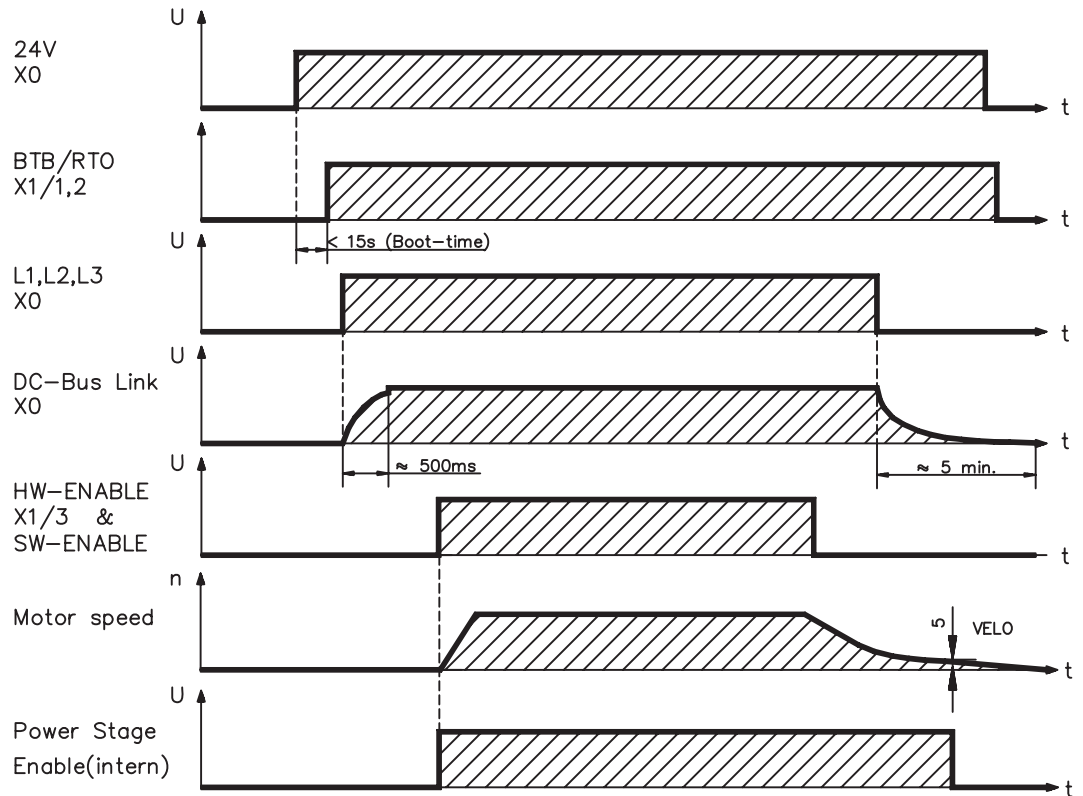 U
24V
X0
t
BTB/RTO
X1/1,2
t
< 15s (Boot-time)
U
L1,L2,L3
X0
t
U
DC-Bus Link
X0
t
≈ 500ms
≈ 5 min.
U
HW-ENABLE
X1/3 &
SW-ENABLE
t
n
Motor speed
5
VELO
t
U
Power Stage
Enable(intern)
t